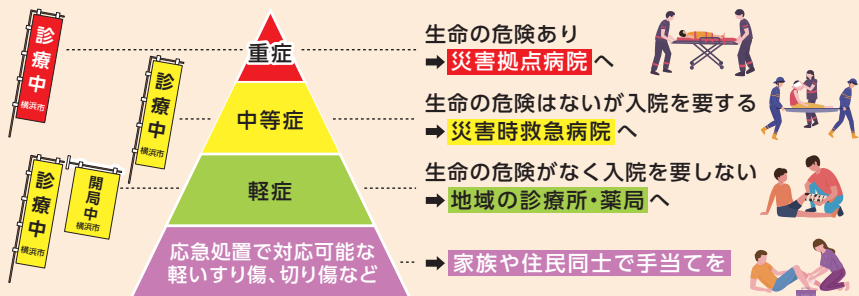 診療中
横浜市
重症
生命の危険あり
➡災害拠点病院へ
診療中
横浜市
中等症
生命の危険はないが入院を要する
➡災害時救急病院へ
診療中
横浜市
開局中
横浜市
軽症
生命の危険がなく入院を要しない
➡地域の診療所・薬局へ
応急処置で対応可能な
軽いすり傷、切り傷など
➡家族や住民同士で手当てを